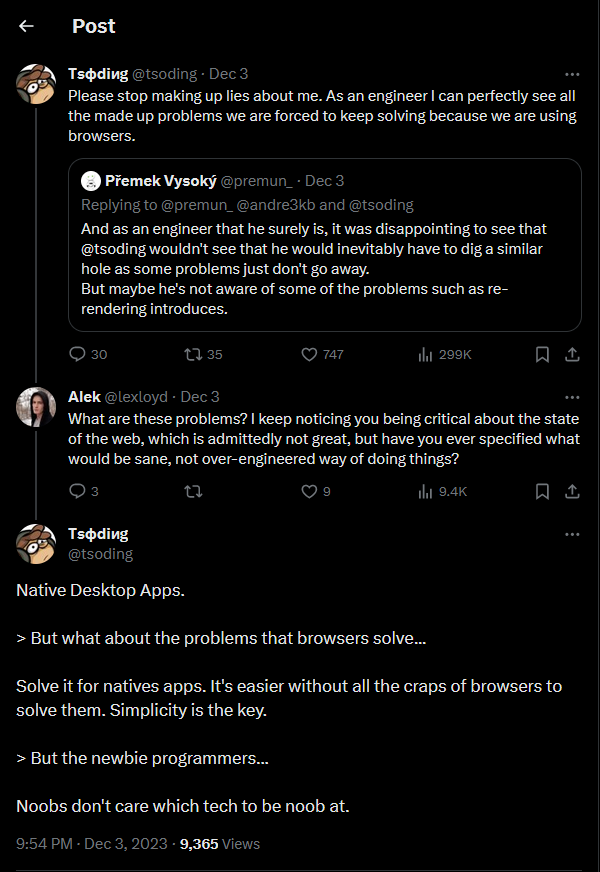 Post
Tsфdiиg @tsoding · Dec 3
Please stop making up lies about me. As an engineer I can perfectly see all
the made up problems we are forced to keep solving because we are using
browsers.
Přemek Vysoký @premun_ · Dec 3
Replying to @premun_ @andre3kb and @tsoding
And as an engineer that he surely is, it was disappointing to see that
@tsoding wouldn't see that he would inevitably have to dig a similar
hole as some problems just don't go away.
But maybe he's not aware of some of the problems such as re-
rendering introduces.
30 35 747 299K
Alek @lexloyd · Dec 3
What are these problems? I keep noticing you being critical about the state
of the web, which is admittedly not great, but have you ever specified what
would be sane, not over-engineered way of doing things?
3 9 9.4K
Tsфdiиg
@tsoding
Native Desktop Apps.
> But what about the problems that browsers solve...
Solve it for natives apps. It's easier without all the craps of browsers to
solve them. Simplicity is the key.
> But the newbie programmers...
Noobs don't care which tech to be noob at.
9:54 PM · Dec 3, 2023 · 9,365 Views